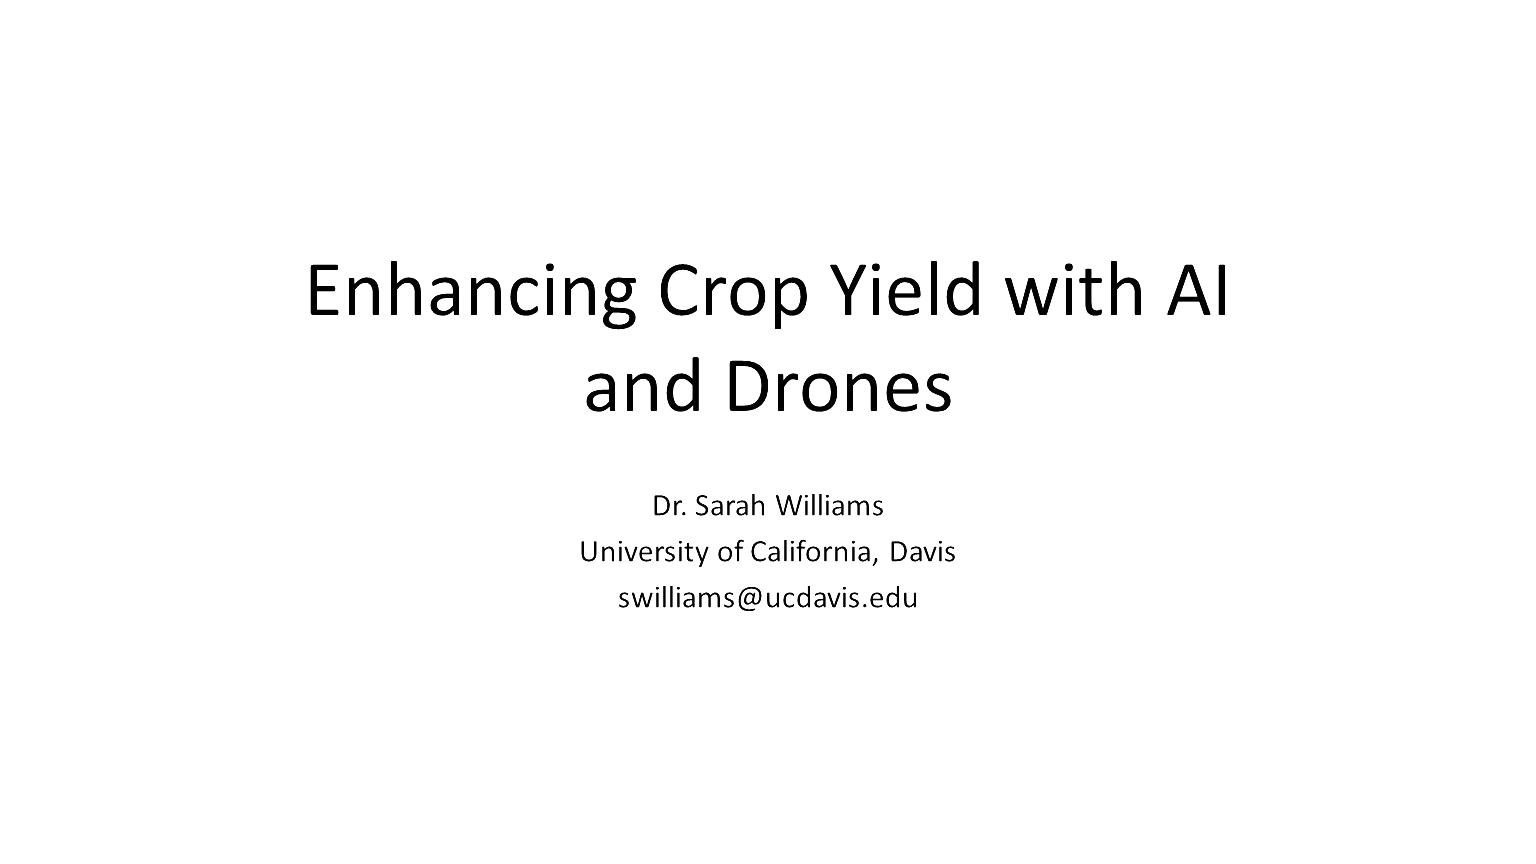 Enhancing Crop Yield with AI
and Drones
Dr. Sarah Williams
University of California, Davis
swilliams@ucdavis.edu